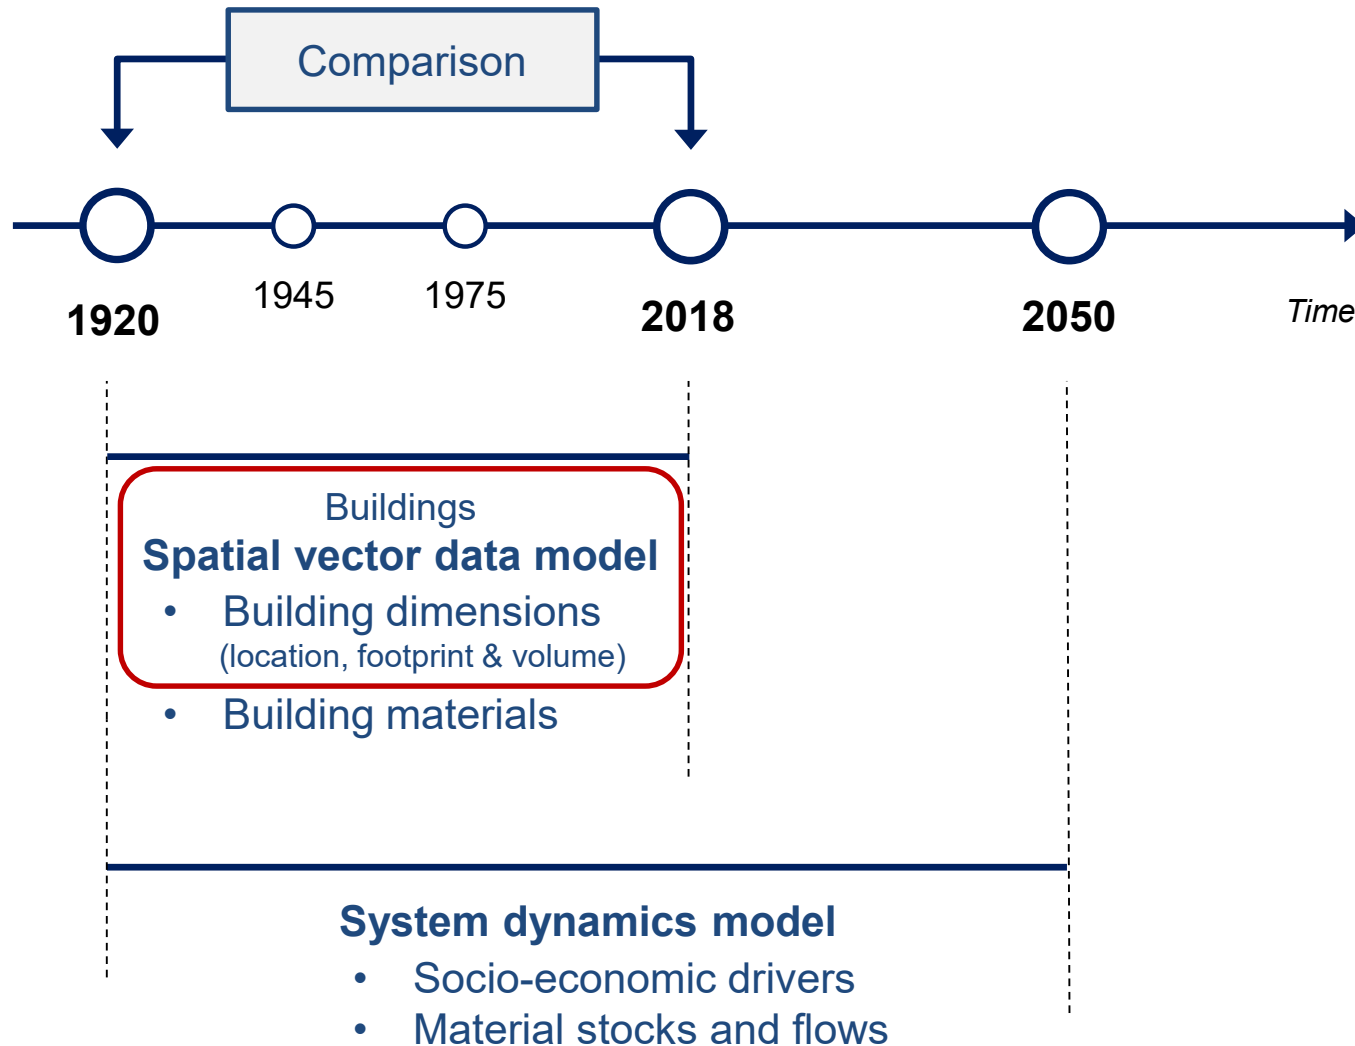 Comparison
1920
1945
1975
2018
2050
Time
Buildings
Spatial vector data model
• Building dimensions
(location, footprint & volume)
• Building materials
System dynamics model
• Socio-economic drivers
• Material stocks and flows